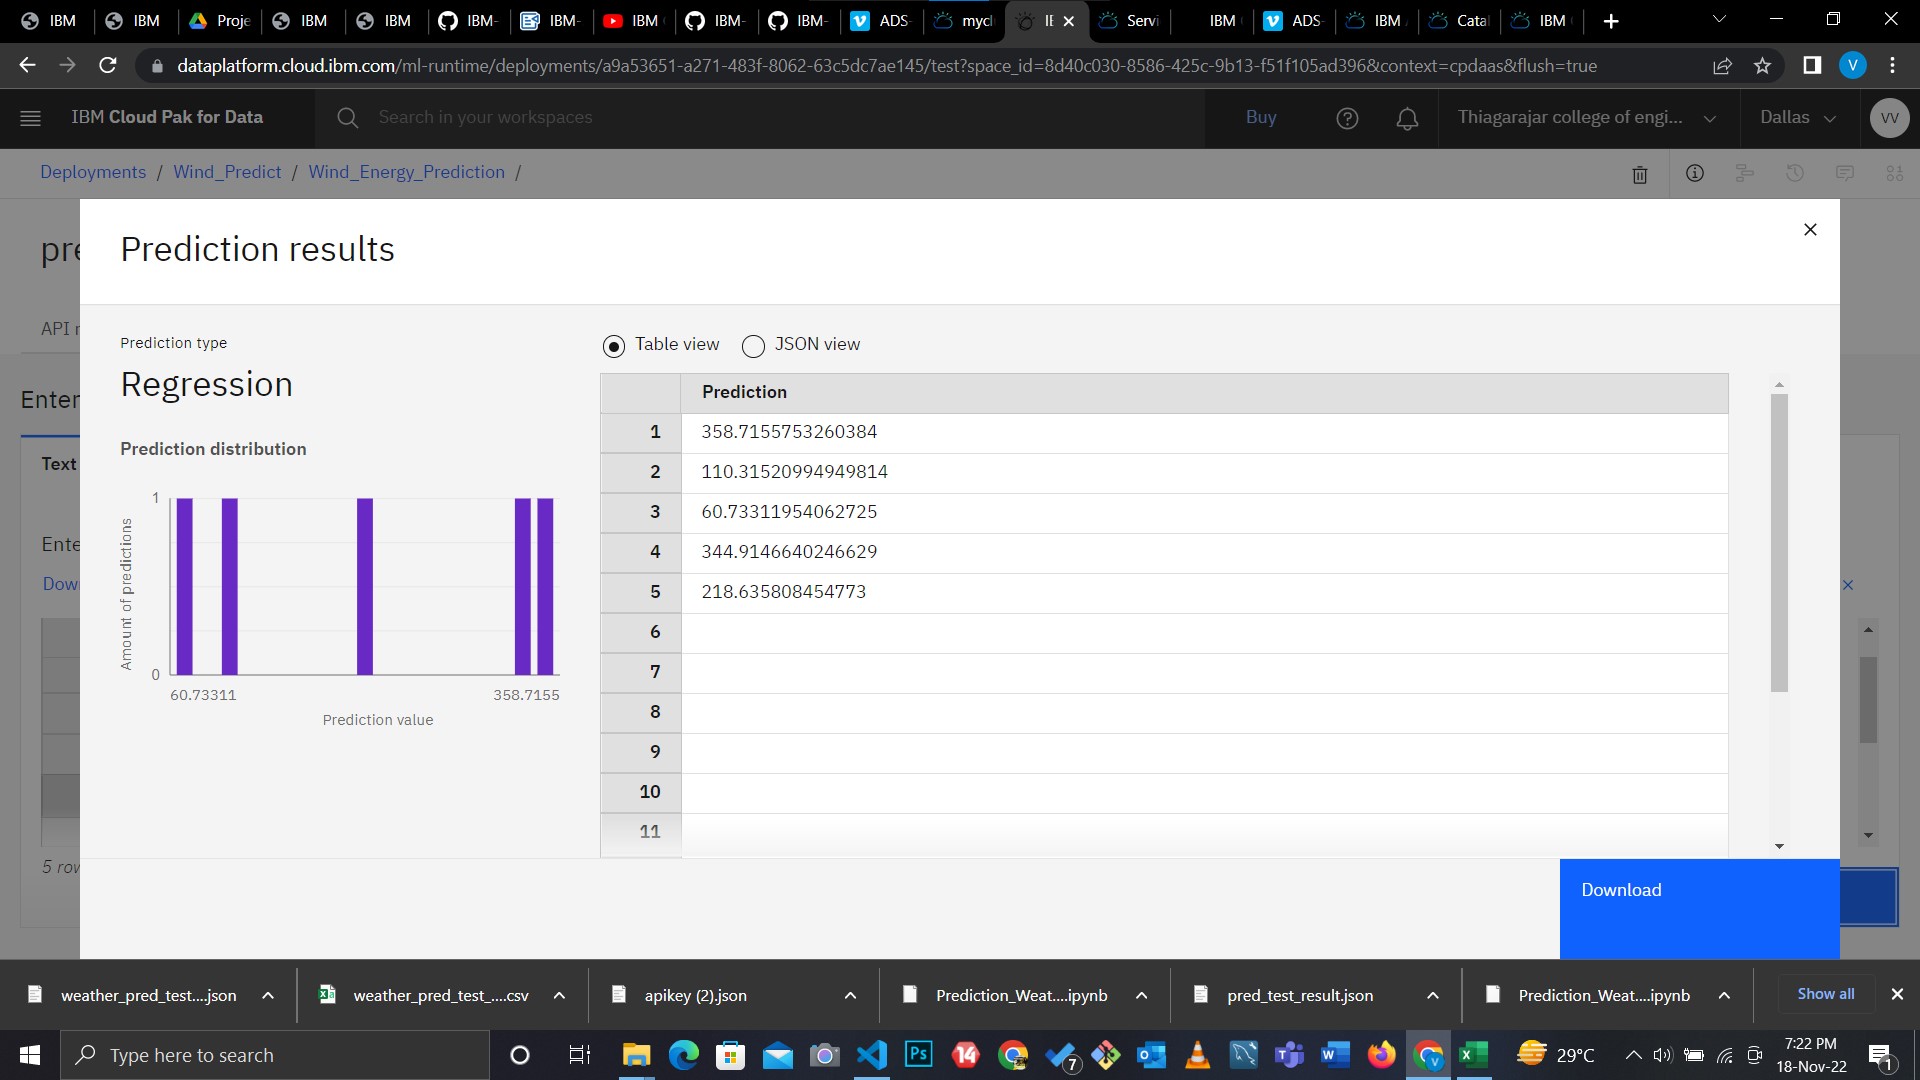 IBM
IBM
Proje
IBM
IBM
IBM-
IBM-
IBM
IBM-
IBM-
ADS-
mycl
IE
Servi
IBM
ADS-
IBM
Catal
IBM
dataplatform.cloud.ibm.com/ml-runtime/deployments/a9a53651-a271-483f-8062-63c5dc7ae145/test?space_id=8d40c030-8586-425c-9b13-f51f105ad396&context=cpdaas&flush=true
V
IBM Cloud Pak for Data
Search in your workspaces
Buy
Thiagarajar college of engi...
Dallas
VV
Deployments / Wind_Predict / Wind_Energy_Prediction /
pre
Prediction results
API r
Prediction type
Regression
Table view
JSON view
Enter
Prediction distribution
Text
Amount of predictions
1
0
60.73311
358.7155
Prediction value
Ente
Dow
5 row
Prediction
1 358.7155753260384
2 110.31520994949814
3 60.73311954062725
4 344.9146640246629
5 218.635808454773
6
7
8
9
10
11
Download
weather_pred_test....json
weather_pred_test_....csv
apikey (2).json
Prediction_Weat....ipynb
pred_test_result.json
Prediction_Weat....ipynb
Show all
Type here to search
Ps
14
7
V
29°C
7:22 PM
18-Nov-22
1